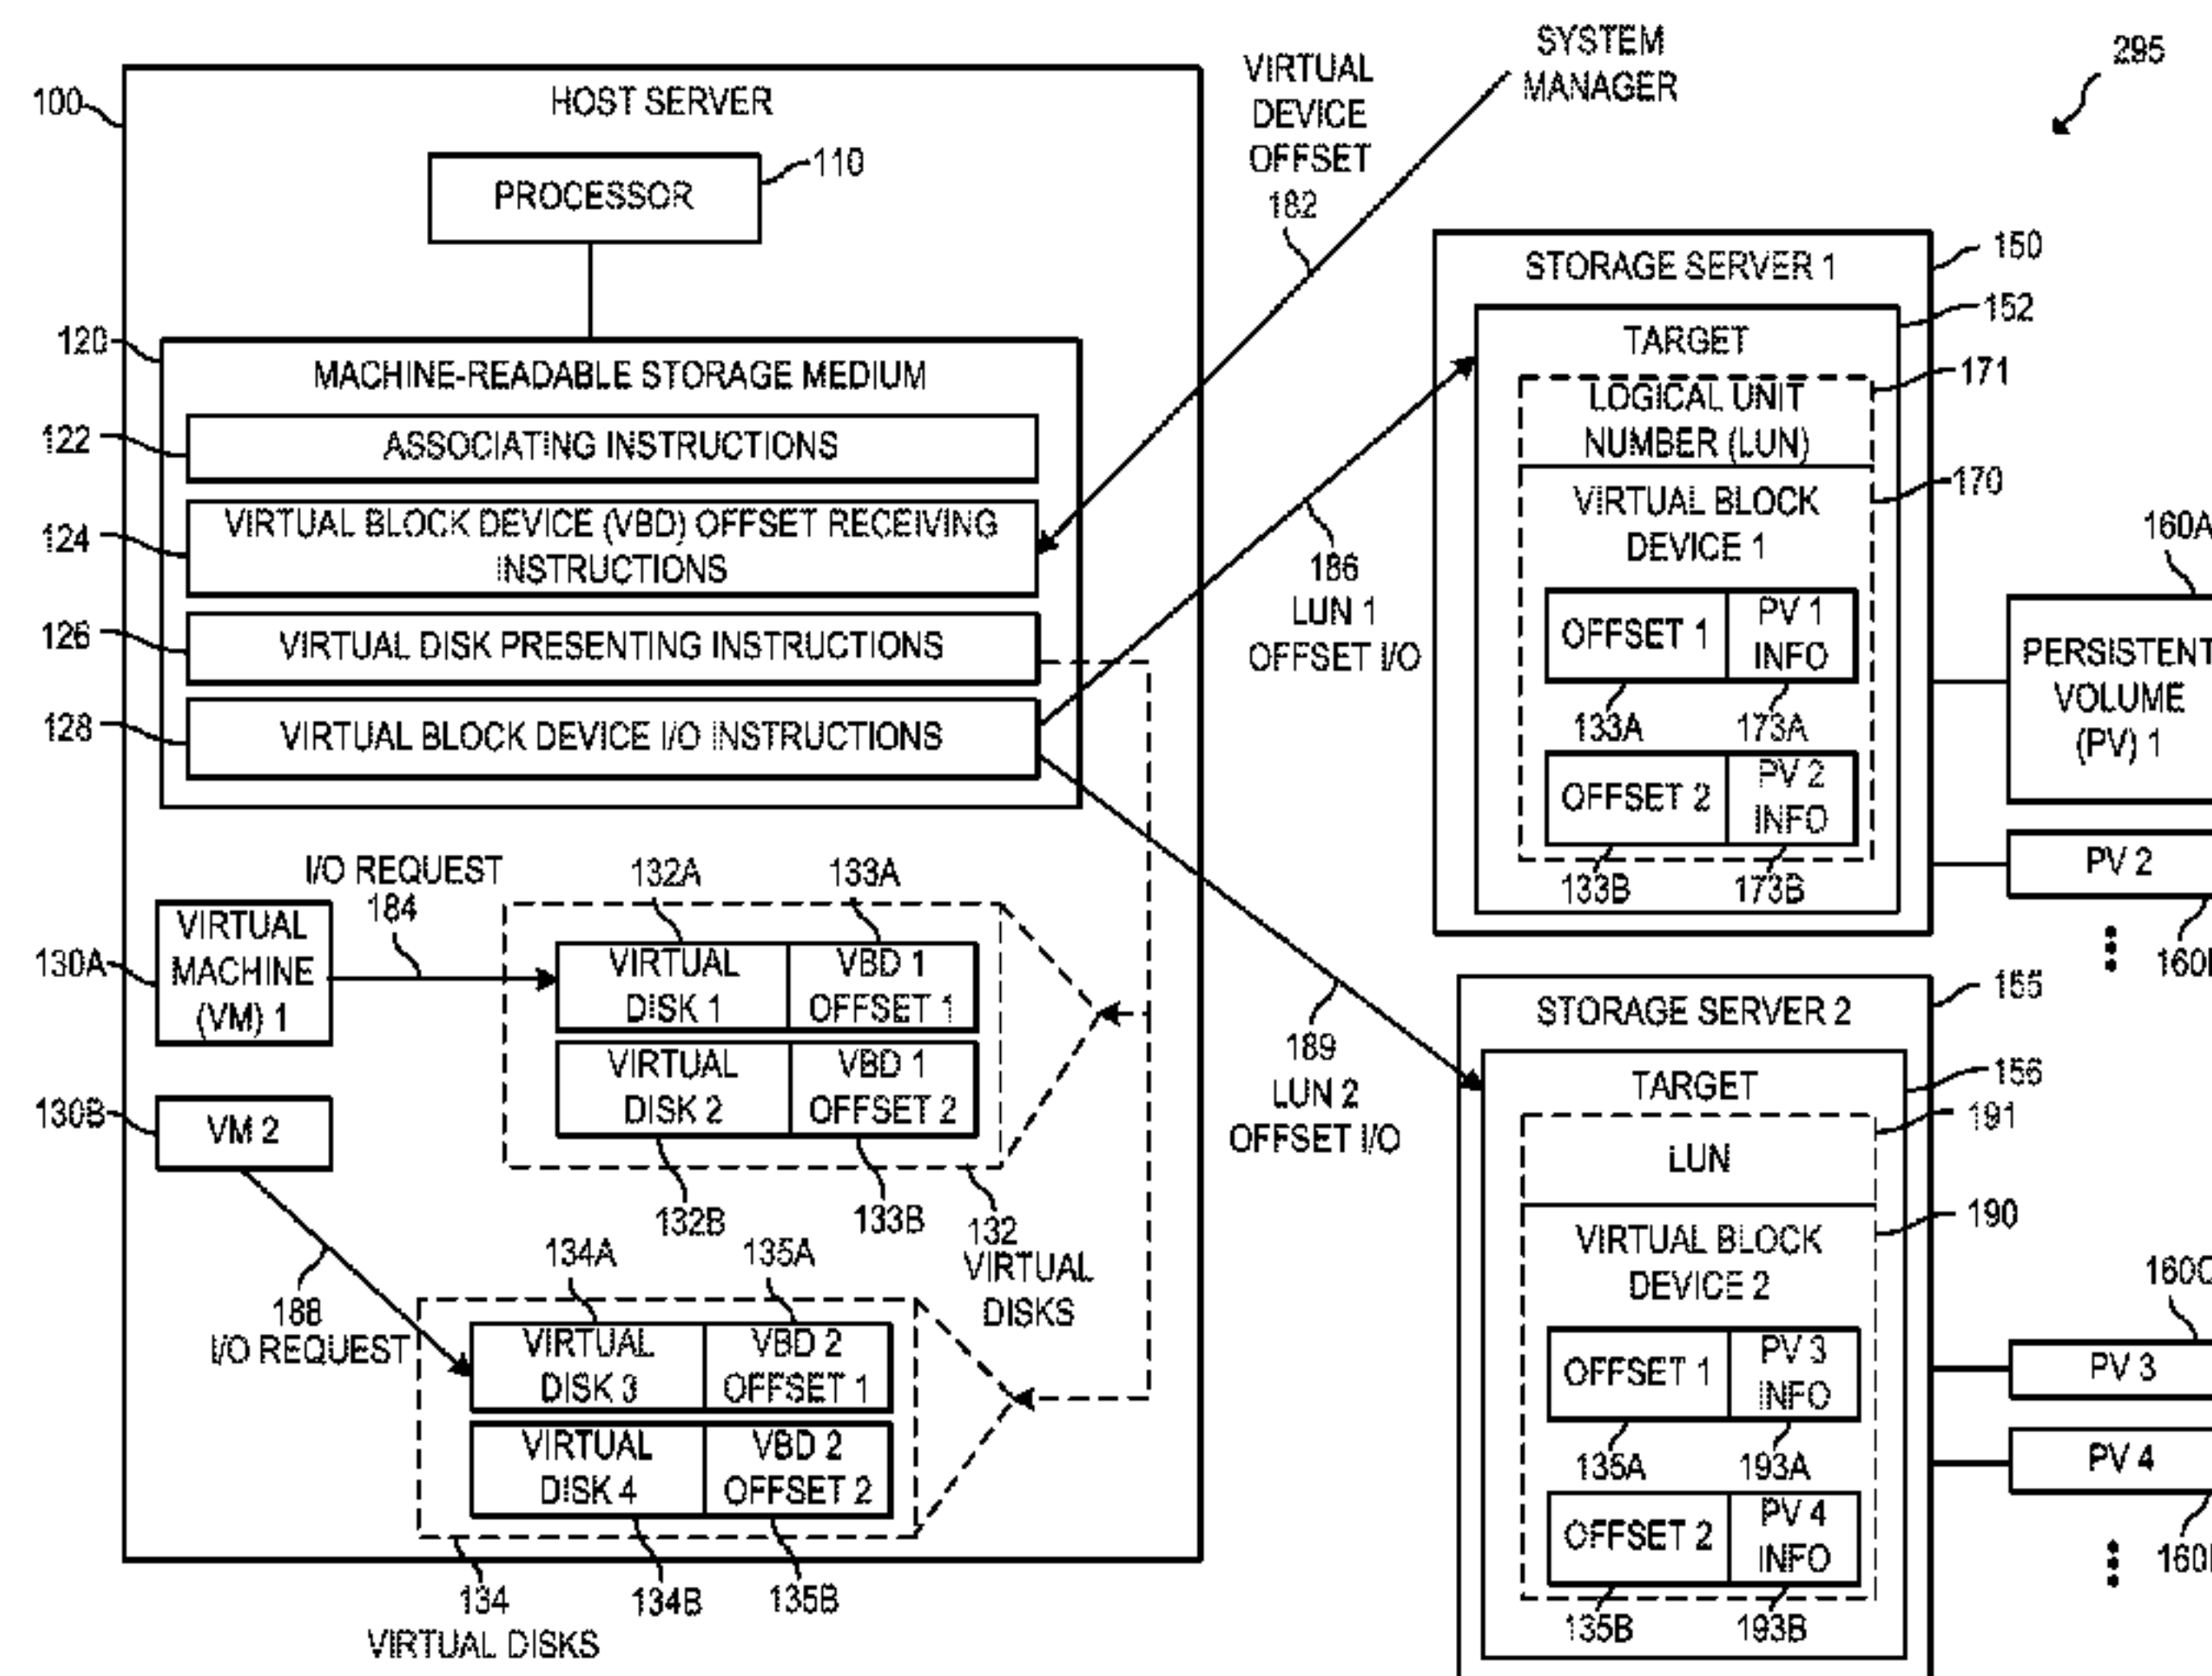 HOST SERVER
100
PROCESSOR
110
120
MACHINE-READABLE STORAGE MEDIUM
122
ASSOCIATING INSTRUCTIONS
124
VIRTUAL BLOCK DEVICE (VBD) OFFSET RECEIVING
INSTRUCTIONS
126
VIRTUAL DISK PRESENTING INSTRUCTIONS
128
VIRTUAL BLOCK DEVICE I/O INSTRUCTIONS
I/O REQUEST
184
130A
VIRTUAL
MACHINE
(VM) 1
130B
VM 2
188
I/O REQUEST
132A
133A
VIRTUAL
DISK 1
VBD 1
OFFSET 1
VIRTUAL
DISK 2
VBD 1
OFFSET 2
132B
133B
132
VIRTUAL
DISKS
134A
135A
VIRTUAL
DISK 3
VBD 2
OFFSET 1
VIRTUAL
DISK 4
VBD 2
OFFSET 2
134
VIRTUAL DISKS
134B
135B
VIRTUAL
DEVICE
OFFSET
182
SYSTEM
MANAGER
295
186
LUN 1
OFFSET I/O
189
LUN 2
OFFSET I/O
STORAGE SERVER 1
150
152
TARGET
171
LOGICAL UNIT
NUMBER (LUN)
170
VIRTUAL BLOCK
DEVICE 1
OFFSET 1
PV 1
INFO
133A
173A
OFFSET 2
PV 2
INFO
133B
173B
160A
PERSISTENT
VOLUME
(PV) 1
PV 2
STORAGE SERVER 2
155
156
TARGET
191
LUN
190
VIRTUAL BLOCK
DEVICE 2
OFFSET 1
PV 3
INFO
135A
193A
OFFSET 2
PV 4
INFO
135B
193B
160C
PV 3
PV 4